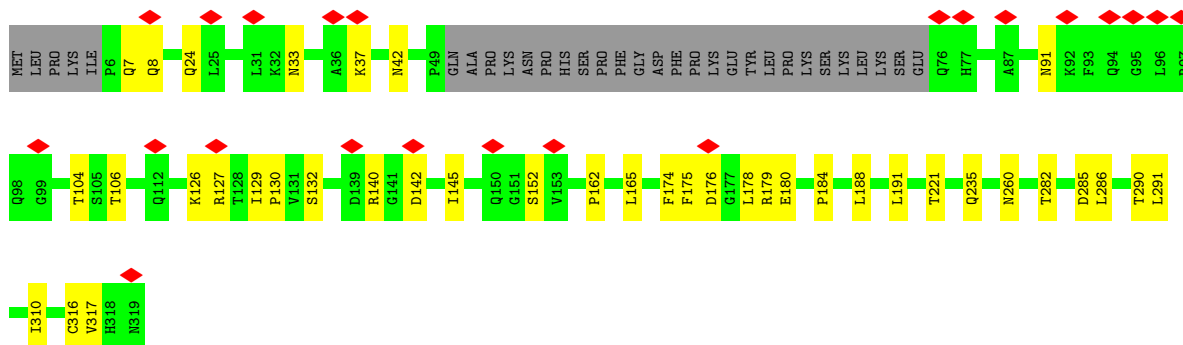 MET LEU PRO LYS ILE P6 Q7 Q8 Q24 L25 L31 K32 N33 A36 K37 N42 P49 GLN ALA PRO LYS ASN PRO HIS SER PRO PHE GLY ASP PHE PRO LYS GLU TYR LEU PRO LYS SER LYS LEU LYS SER GLU Q76 H77 A87 N91 K92 F93 Q94 G95 L96
Q98 G99 T104 S105 T106 Q112 K126 R127 T128 I129 P130 V131 S132 D139 R140 G141 D142 I145 Q150 G151 S152 V153 P162 L165 F174 F175 D176 G177 L178 R179 E180 P184 L188 L191 T221 Q235 N260 T282 D285 L286 T290 L291
I310 C316 V317 H318 N319